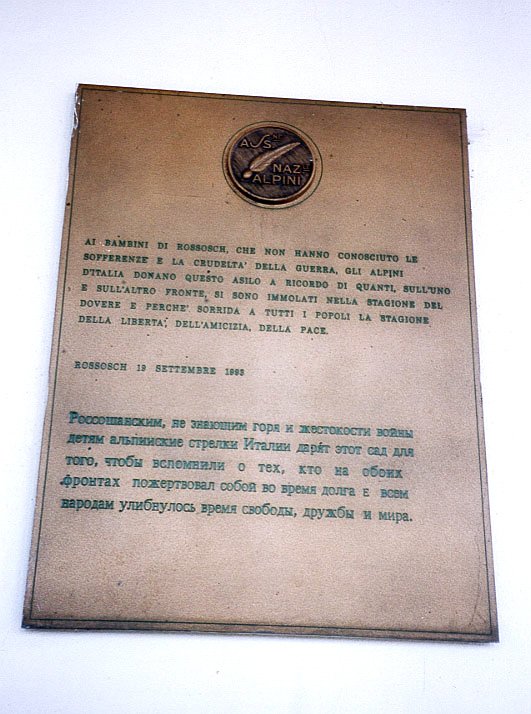 ASS.NE
NAZ.LE
ALPINI
AI BAMBINI DI ROSSOSCH, CHE NON HANNO CONOSCIUTO LE
SOFFERENZE E LA CRUDELTA' DELLA GUERRA, GLI ALPINI
D'ITALIA DONANO QUESTO ASILO A RICORDO DI QUANTI, SULL'UNO
E SULL'ALTRO FRONTE, SI SONO IMMOLATI NELLA STAGIONE DEL
DOVERE E PERCHE' SORRIDA A TUTTI I POPOLI LA STAGIONE
DELLA LIBERTA', DELL'AMICIZIA, DELLA PACE.
ROSSOSCH 19 SETTEMBRE 1993
Россошанским, не знающим горя и жестокости войны
детям альпийские стрелки Италии дарят этот сад для
того, чтобы вспомнили о тех, кто на обоих
фронтах пожертвовал собой во время долга Е всем
народам улибнулось время свободы, дружбы и мира.